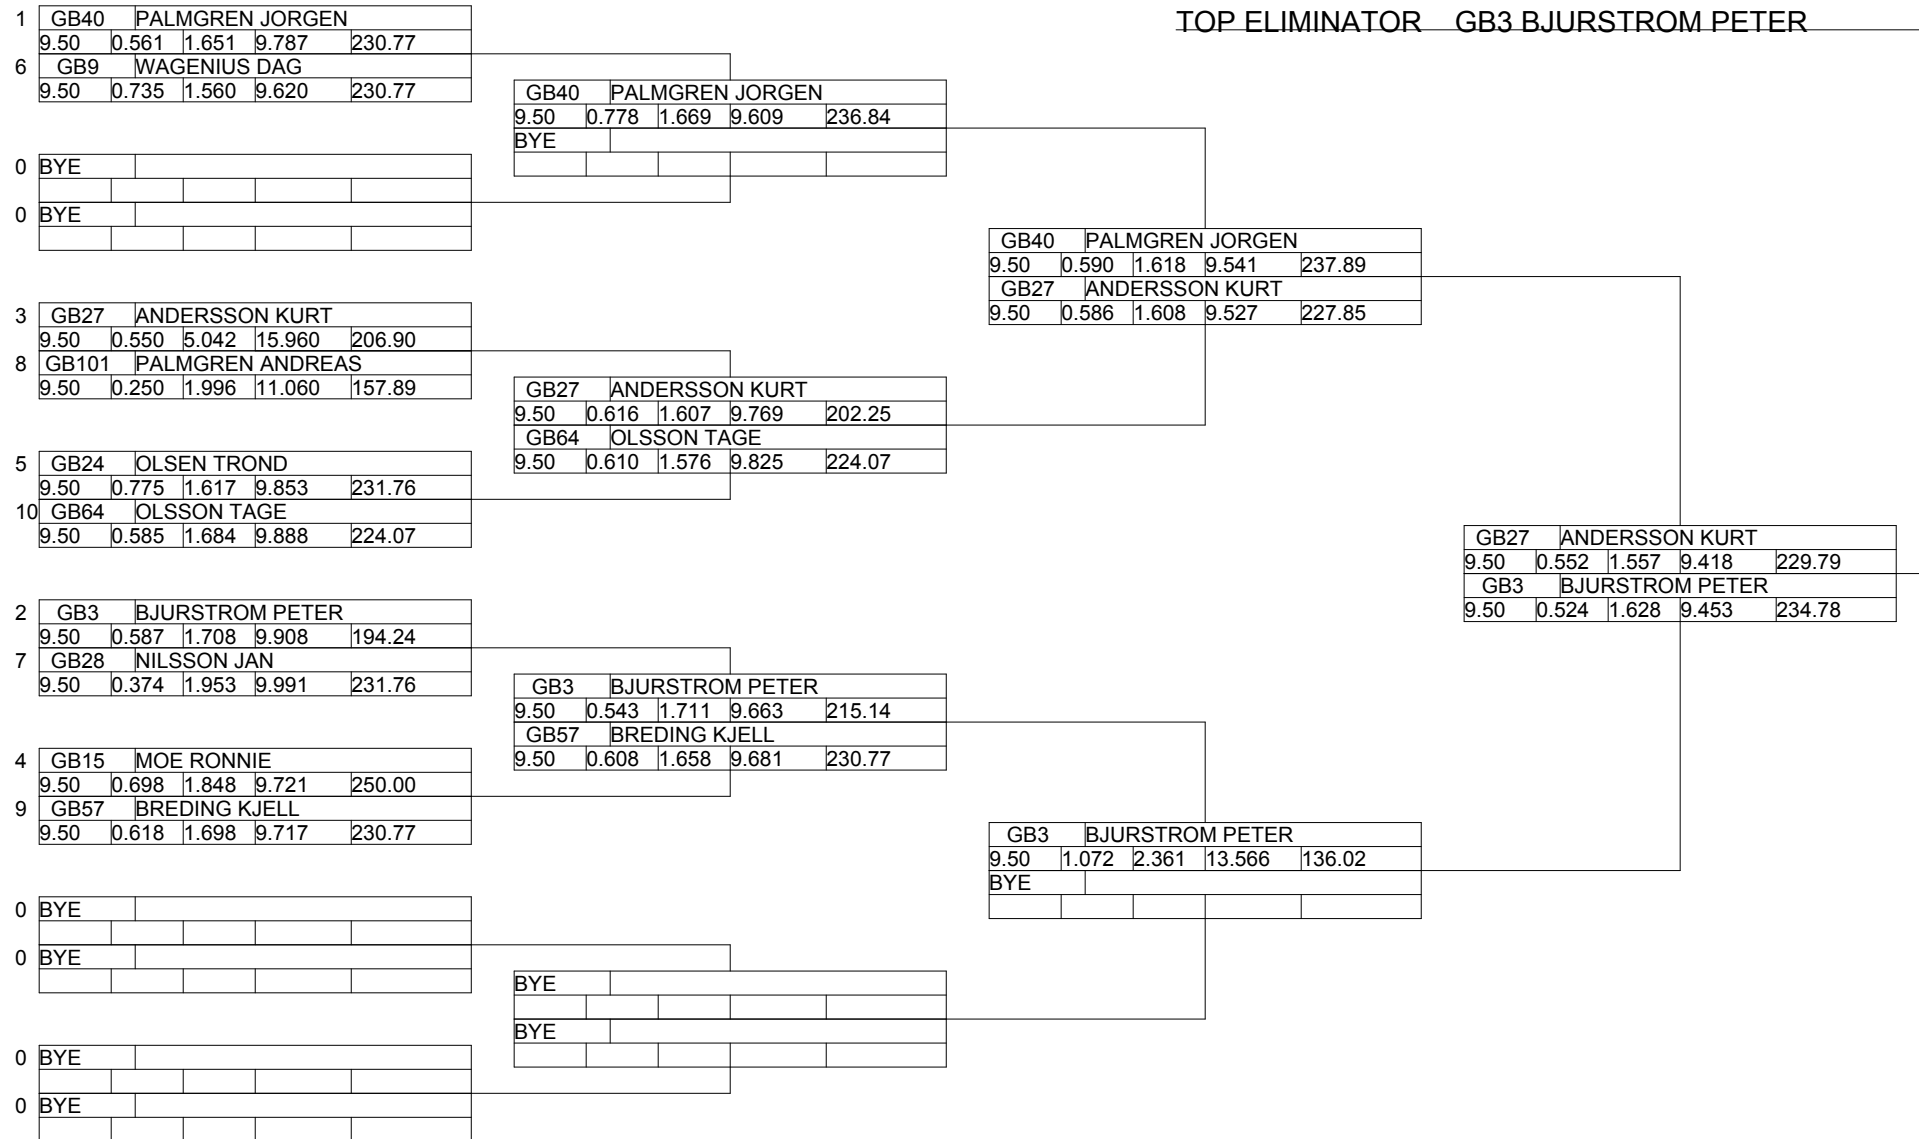 TOP ELIMINATOR GB3 BJURSTROM PETER
1 GB40 PALMGREN JORGEN
9.50 0.561 1.651 9.787 230.77
6 GB9 WAGENIUS DAG
9.50 0.735 1.560 9.620 230.77
0 BYE
0 BYE
3 GB27 ANDERSSON KURT
9.50 0.550 5.042 15.960 206.90
8 GB101 PALMGREN ANDREAS
9.50 0.250 1.996 11.060 157.89
5 GB24 OLSEN TROND
9.50 0.775 1.617 9.853 231.76
10 GB64 OLSSON TAGE
9.50 0.585 1.684 9.888 224.07
2 GB3 BJURSTROM PETER
9.50 0.587 1.708 9.908 194.24
7 GB28 NILSSON JAN
9.50 0.374 1.953 9.991 231.76
4 GB15 MOE RONNIE
9.50 0.698 1.848 9.721 250.00
9 GB57 BREDING KJELL
9.50 0.618 1.698 9.717 230.77
0 BYE
0 BYE
0 BYE
0 BYE
GB40 PALMGREN JORGEN
9.50 0.778 1.669 9.609 236.84
BYE
GB27 ANDERSSON KURT
9.50 0.616 1.607 9.769 202.25
GB64 OLSSON TAGE
9.50 0.610 1.576 9.825 224.07
GB3 BJURSTROM PETER
9.50 0.543 1.711 9.663 215.14
GB57 BREDING KJELL
9.50 0.608 1.658 9.681 230.77
BYE
BYE
GB40 PALMGREN JORGEN
9.50 0.590 1.618 9.541 237.89
GB27 ANDERSSON KURT
9.50 0.586 1.608 9.527 227.85
GB3 BJURSTROM PETER
9.50 1.072 2.361 13.566 136.02
BYE
GB27 ANDERSSON KURT
9.50 0.552 1.557 9.418 229.79
GB3 BJURSTROM PETER
9.50 0.524 1.628 9.453 234.78